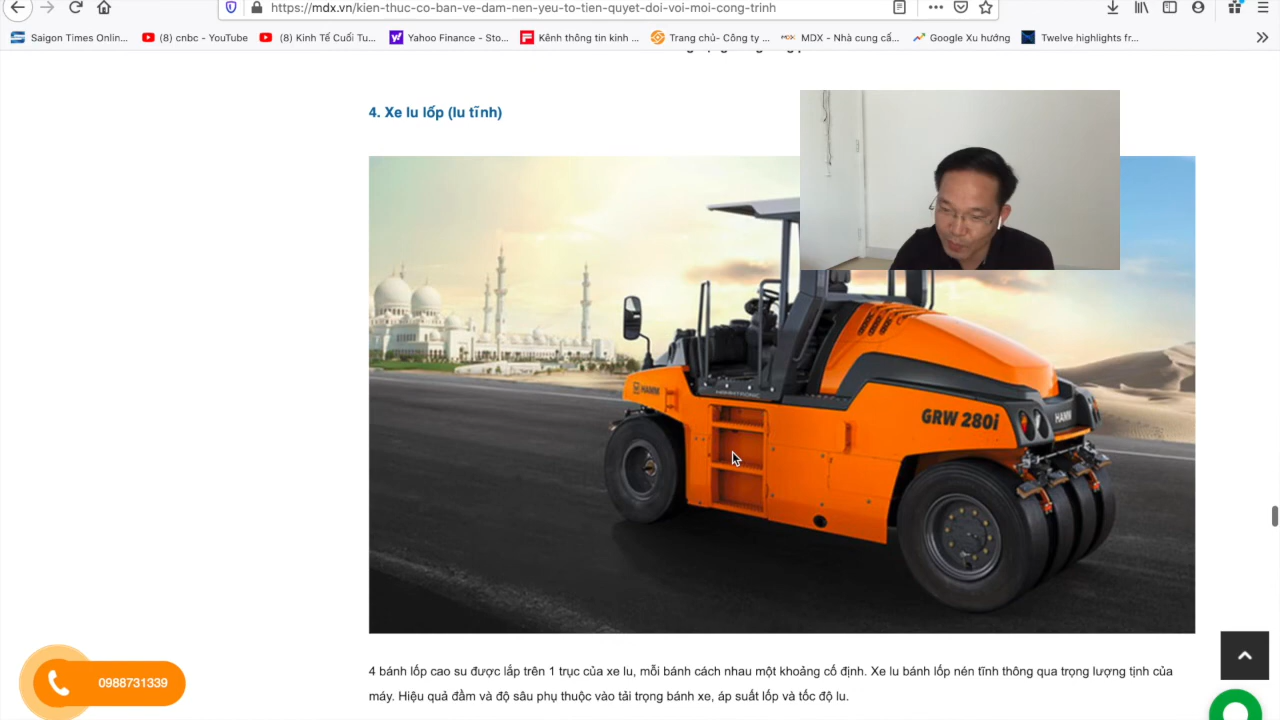 https://mdx.vn/kien-thuc-co-ban-ve-dam-nen-yeu-to-tien-quyet-doi-voi-moi-cong-trinh
Saigon Times Onlin... (8) cnbc - YouTube (8) Kinh Tế Cuối Tu... Yahoo Finance - Sto... Kênh thông tin kinh ... Trang chủ- Công ty ... MDX - Nhà cung cấ... Google Xu hướng Twelve highlights fr...
4. Xe lu lốp (lu tĩnh)
HAMM
GRW 280i
HAMM
4 bánh lốp cao su được lắp trên 1 trục của xe lu, mỗi bánh cách nhau một khoảng cố định. Xe lu bánh lốp nén tĩnh thông qua trọng lượng tịnh của
máy. Hiệu quả đầm và độ sâu phụ thuộc vào tải trọng bánh xe, áp suất lốp và tốc độ lu.
0988731339